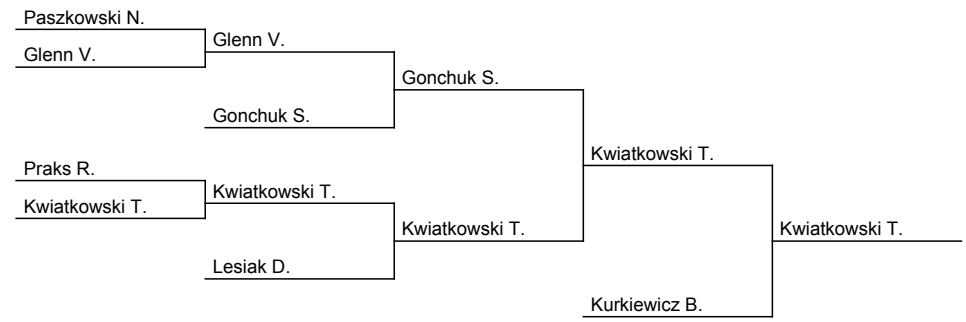 Paszkowski N.
Glenn V.
Glenn V.
Gonchuk S.
Gonchuk S.
Praks R.
Kwiatkowski T.
Kwiatkowski T.
Lesiak D.
Kwiatkowski T.
Kwiatkowski T.
Kurkiewicz B.
Kwiatkowski T.